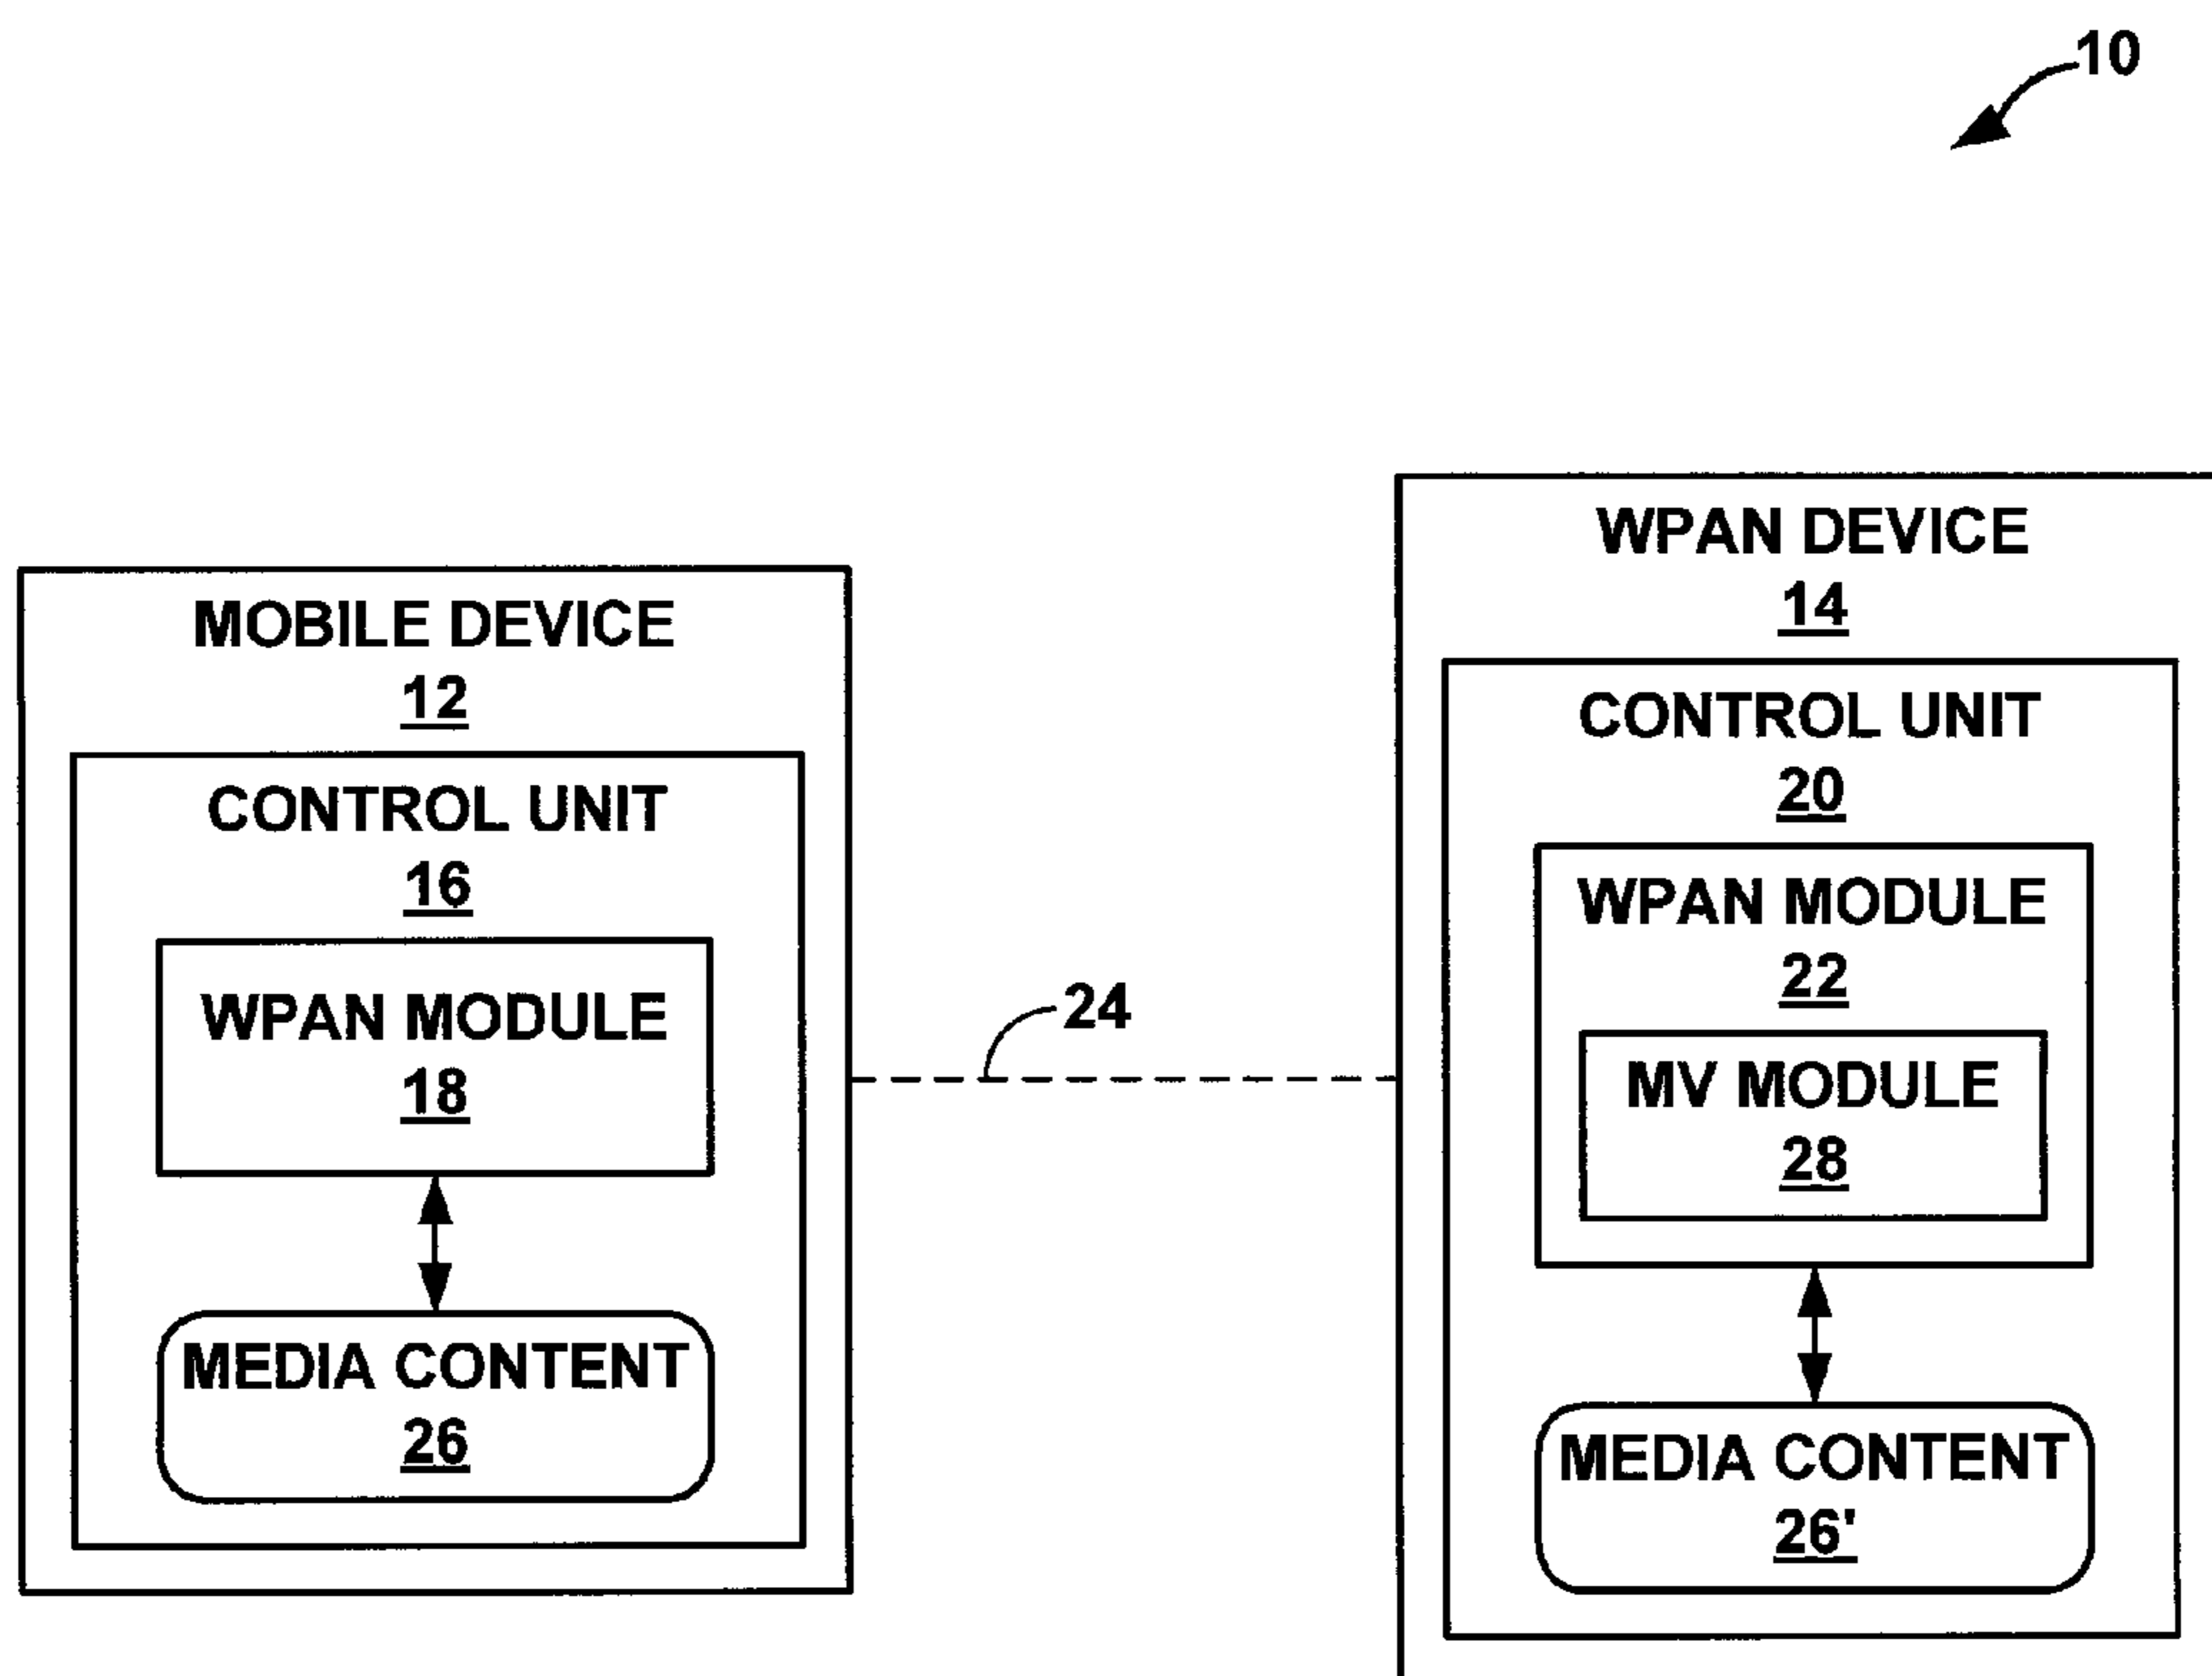 10
MOBILE DEVICE
12
CONTROL UNIT
16
WPAN MODULE
18
MEDIA CONTENT
26
24
WPAN DEVICE
14
CONTROL UNIT
20
WPAN MODULE
22
MV MODULE
28
MEDIA CONTENT
26'